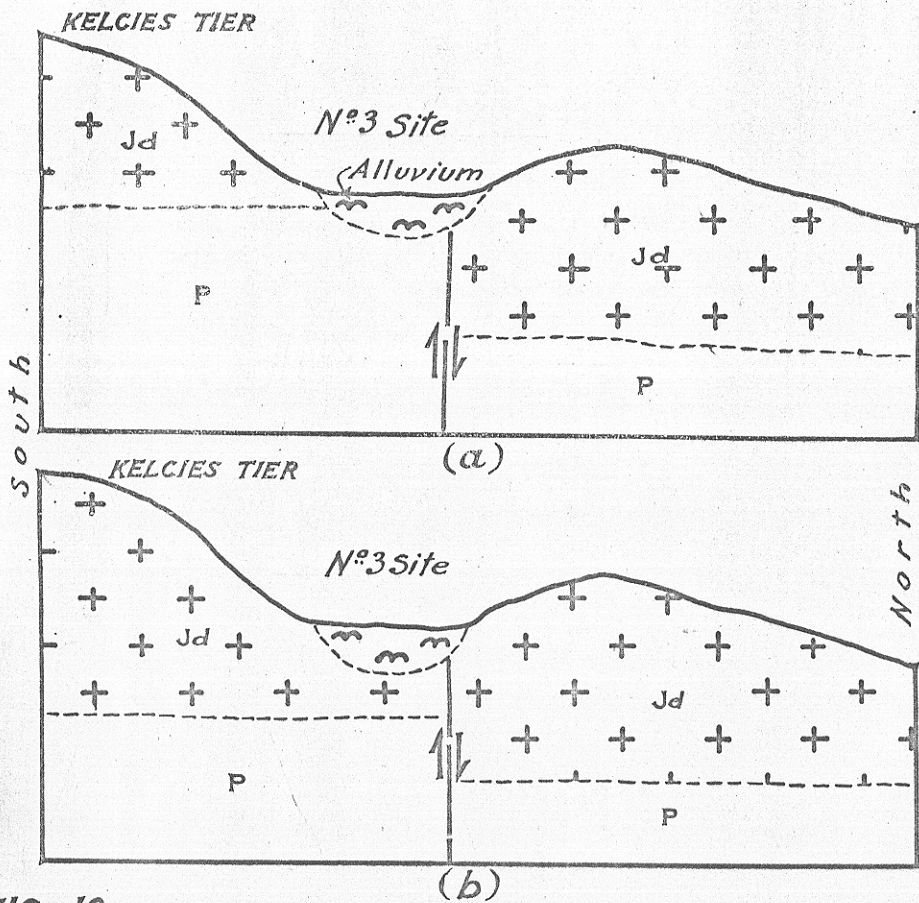 KELCIES TIER
Nº3 Site
Alluvium
Jd
Jd
P
P
(a)
South
North
KELCIES TIER
Nº3 Site
Jd
Jd
P
P
(b)